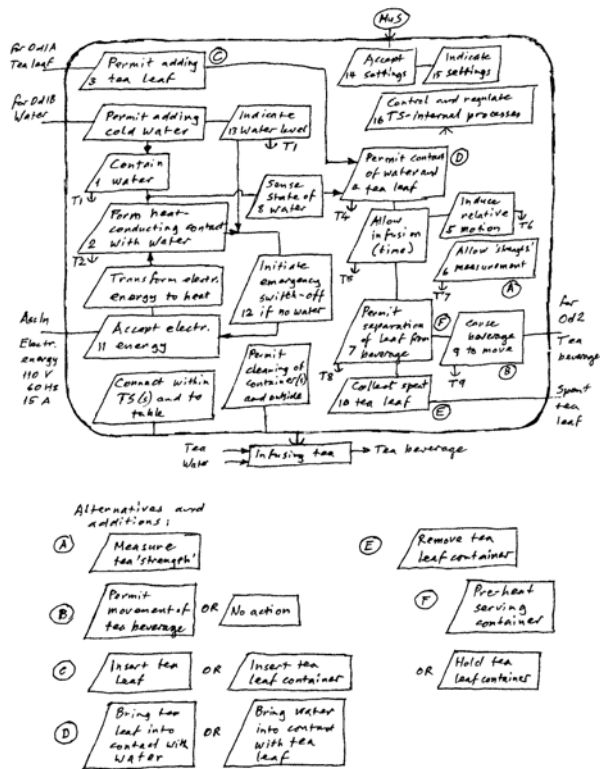 HuS
for Od1A
Tea leaf
Permit adding
3 tea leaf
C
Accept
14 settings
Indicate
15 settings
for Od1B
Water
Permit adding
cold water
Indicate
13 Water level
T1
Control and regulate
16 TS-internal processes
Contain
1 water
T1
Sense
State of
8 water
Permit contact
of water and
4 tea leaf
D
T4
Form heat-
conducting contact
2 with water
T2
Allow
infusion
(time)
T5
Induce
relative
5 motion
T6
Allow 'strength'
6 measurement
T7
A
Transform electr.
energy to heat
Initiate
emergency
switch-off
12 if no water
AssIn
Electr.
energy
110 V
60 Hz
15 A
Accept electr.
11 energy
Permit
separation
of leaf from
7 beverage
T8
F
Cause
beverage
9 to move
T9
B
for
Od2
Tea
beverage
Connect within
TS(s) and to
table
Permit
cleaning of
container(s)
and outside
Collect spent
10 tea leaf
E
Spent
tea
leaf
Tea
Water
Infusing tea
Tea beverage
Alternatives and
additions:
A
Measure
tea 'strength'
E
Remove tea
leaf container
B
Permit
movement of
tea beverage
OR
No action
F
Pre-heat
serving
container
C
Insert tea
leaf
OR
Insert tea
leaf container
OR
Hold tea
leaf container
D
Bring tea
leaf into
contact with
water
OR
Bring water
into contact
with tea
leaf